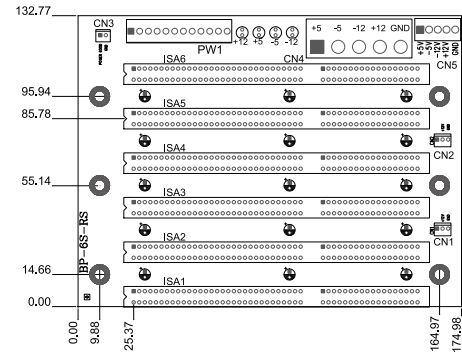 132.77
CN3
PW1
+12 +5 -5 -12
+5 -5 -12 +12 GND
+5V
-5V
-12V
+12V
GND
CN4
CN5
ISA6
95.94
ISA5
85.78
CN2
ISA4
55.14
ISA3
CN1
BP-6S-RS
ISA2
14.66
ISA1
0.00
0.00
9.88
25.37
164.97
174.98